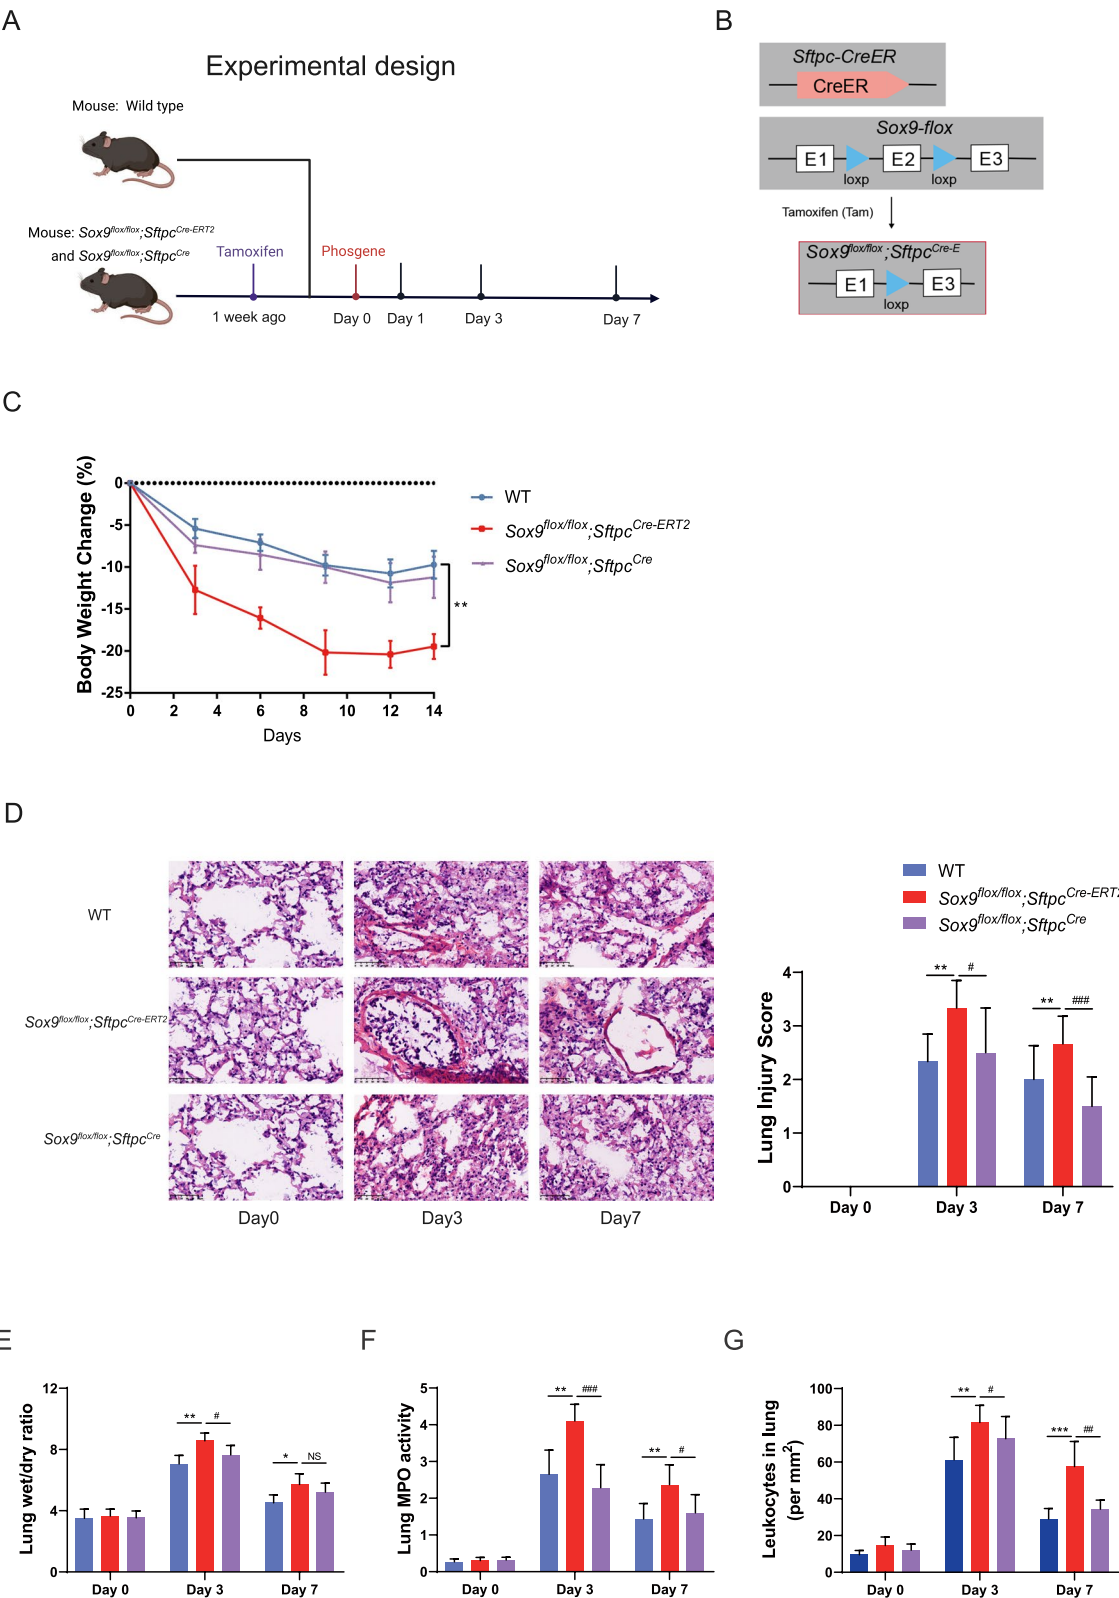 A
B
Experimental design
Mouse: Wild type
Mouse: Sox9flox/flox;SftpcCre-ERT2
and Sox9flox/flox;SftpcCre
Tamoxifen
Phosgene
1 week ago
Day 0
Day 1
Day 3
Day 7
Sftpc-CreER
CreER
Sox9-flox
E1
E2
E3
loxp
loxp
Tamoxifen (Tam)
Sox9flox/flox;SftpcCre-E
E1
E3
loxp
C
Body Weight Change (%)
0
-5
-10
-15
-20
-25
0 2 4 6 8 10 12 14
Days
WT
Sox9flox/flox;SftpcCre-ERT2
Sox9flox/flox;SftpcCre
**
D
WT
Sox9flox/flox;SftpcCre-ERT2
Sox9flox/flox;SftpcCre
Day0
Day3
Day7
WT
Sox9flox/flox;SftpcCre-ERT2
Sox9flox/flox;SftpcCre
Lung Injury Score
4
3
2
1
0
** #
** ###
Day 0
Day 3
Day 7
E
Lung wet/dry ratio
12
8
4
0
** #
* NS
Day 0
Day 3
Day 7
F
Lung MPO activity
5
4
3
2
1
0
** ###
** #
Day 0
Day 3
Day 7
G
Leukocytes in lung
(per mm2)
100
80
60
40
20
0
** #
*** ##
Day 0
Day 3
Day 7